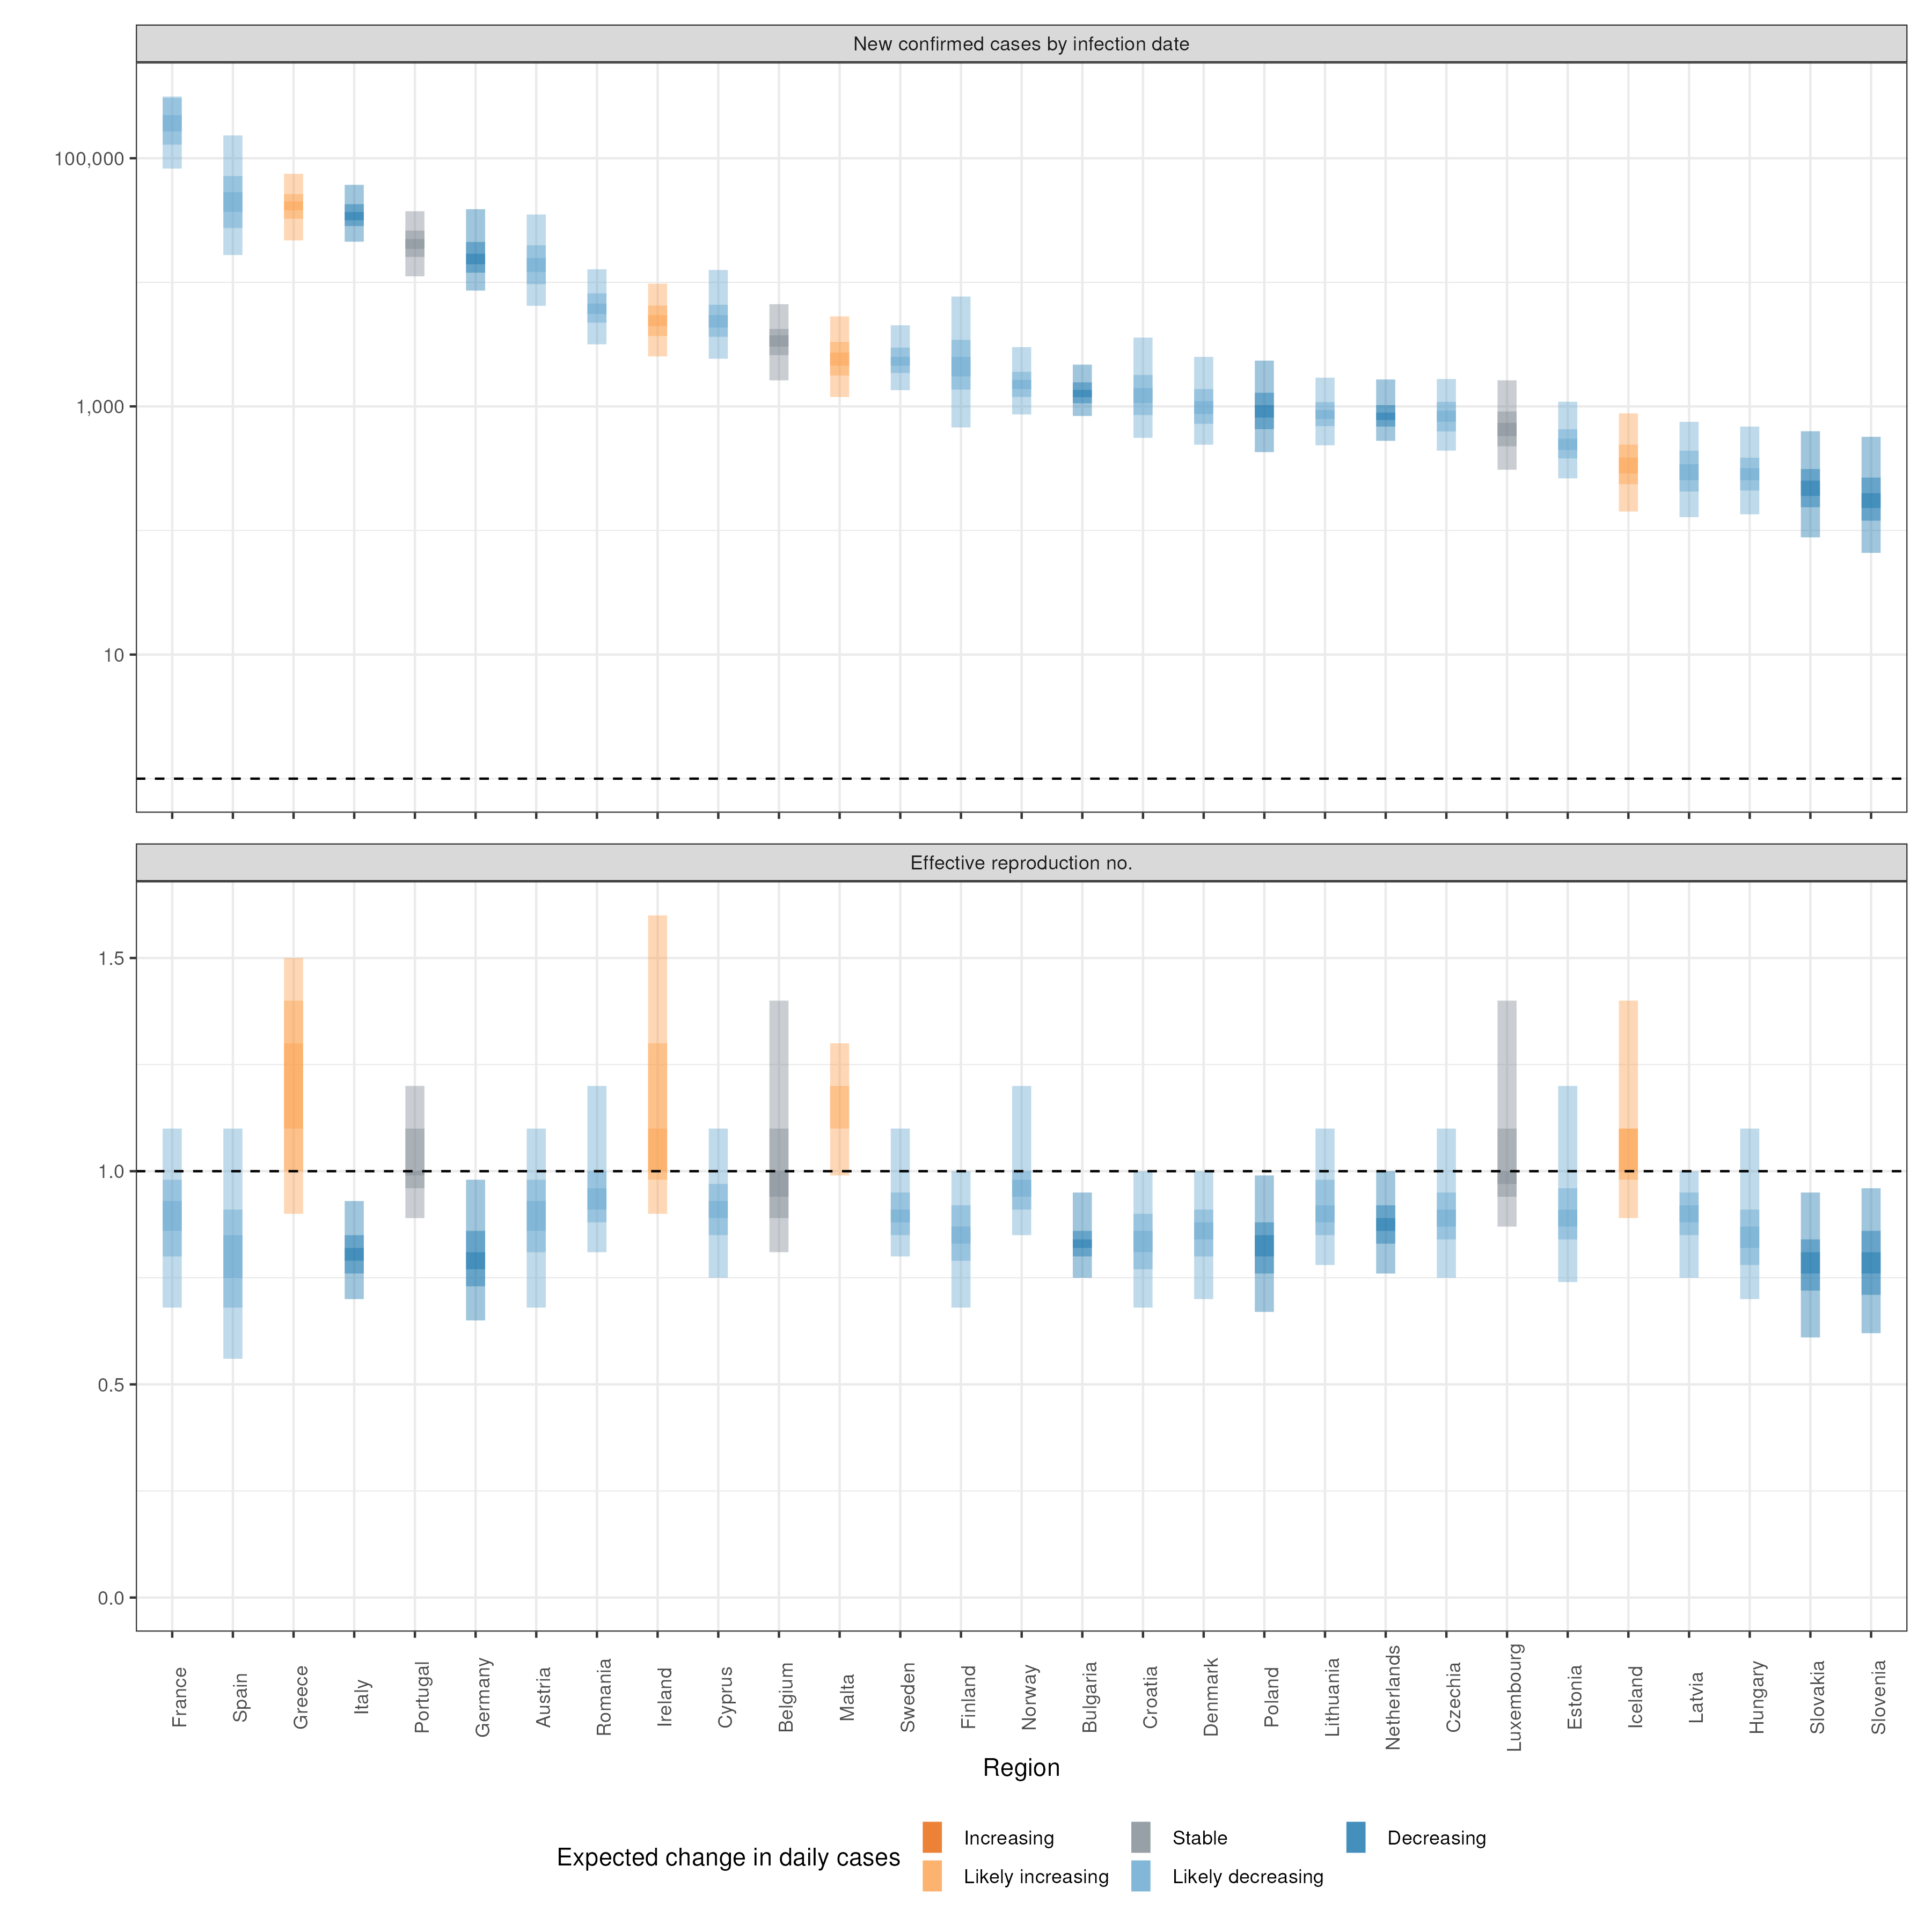 New confirmed cases by infection date
100,000
1,000
10
Effective reproduction no.
1.5
1.0
0.5
0.0
France
Spain
Greece
Italy
Portugal
Germany
Austria
Romania
Ireland
Cyprus
Belgium
Malta
Sweden
Finland
Norway
Bulgaria
Croatia
Denmark
Poland
Lithuania
Netherlands
Czechia
Luxembourg
Estonia
Iceland
Latvia
Hungary
Slovakia
Slovenia
Region
Expected change in daily cases
Increasing
Likely increasing
Stable
Likely decreasing
Decreasing